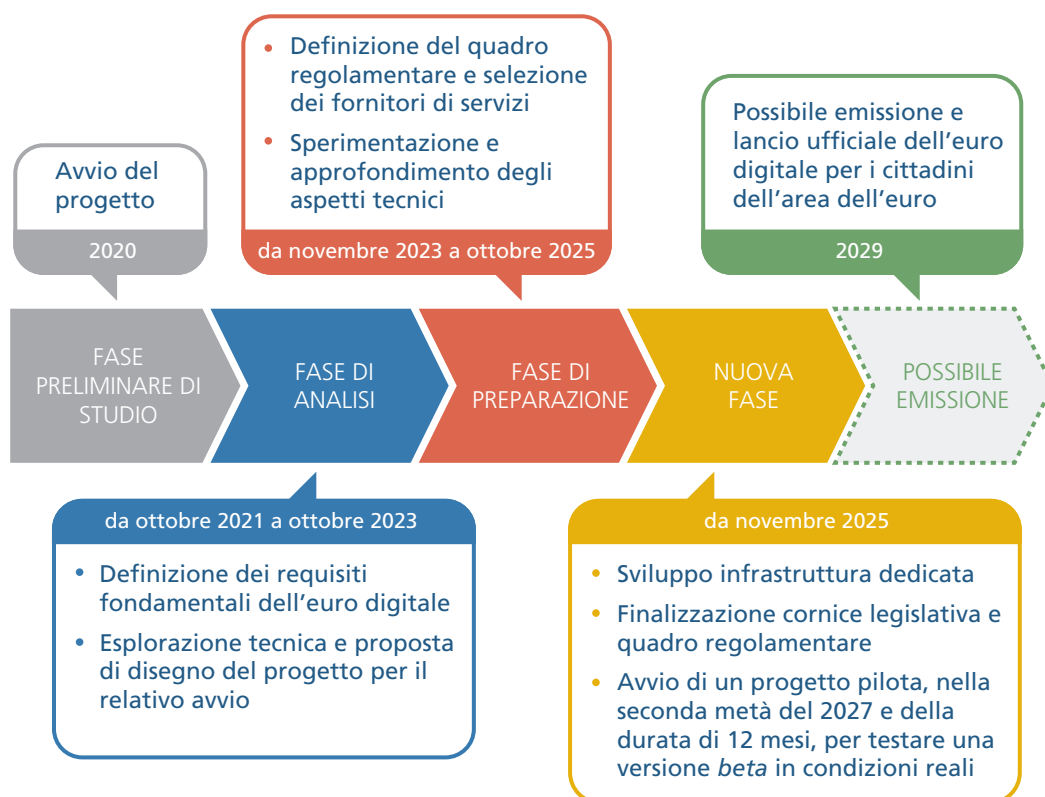 Avvio del
progetto
2020
• Definizione del quadro
regolamentare e selezione
dei fornitori di servizi
• Sperimentazione e
approfondimento degli
aspetti tecnici
da novembre 2023 a ottobre 2025
Possibile emissione e
lancio ufficiale dell’euro
digitale per i cittadini
dell’area dell’euro
2029
FASE
PRELIMINARE DI
STUDIO
FASE DI
ANALISI
FASE DI
PREPARAZIONE
NUOVA
FASE
POSSIBILE
EMISSIONE
da ottobre 2021 a ottobre 2023
• Definizione dei requisiti
fondamentali dell’euro digitale
• Esplorazione tecnica e proposta
di disegno del progetto per il
relativo avvio
da novembre 2025
• Sviluppo infrastruttura dedicata
• Finalizzazione cornice legislativa e
quadro regolamentare
• Avvio di un progetto pilota, nella
seconda metà del 2027 e della
durata di 12 mesi, per testare una
versione beta in condizioni reali